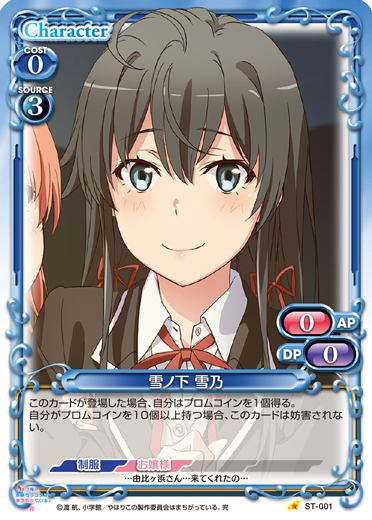 Character
COST
0
SOURCE
3
0 AP
DP 0
雪ノ下 雪乃
このカードが登場した場合、自分はプロムコインを1個得る。
自分がプロムコインを10個以上持つ場合、このカードは妨害されな
い。
制服 お嬢様
…由比ヶ浜さん…来てくれたの…
©渡 航、小学館／やはりこの製作委員会はまちがっている。完
ST-001